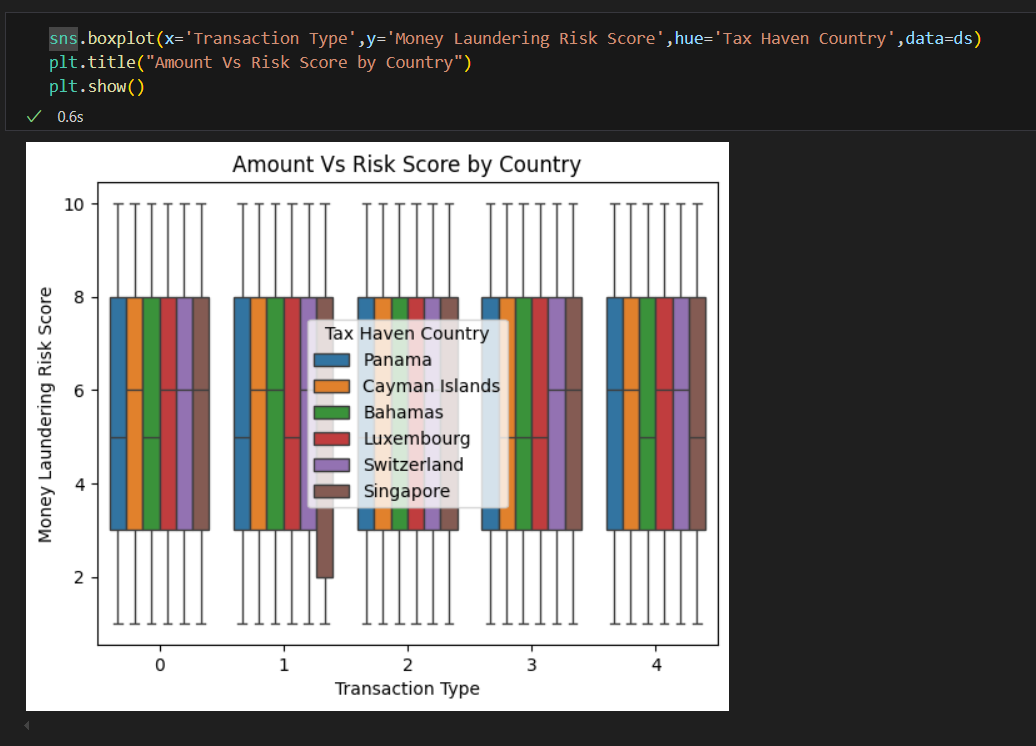 sns.boxplot(x='Transaction Type',y='Money Laundering Risk Score',hue='Tax Haven Country',data=ds)
plt.title("Amount Vs Risk Score by Country")
plt.show()
✓ 0.6s
Amount Vs Risk Score by Country
Money Laundering Risk Score
10
8
6
4
2
Tax Haven Country
Panama
Cayman Islands
Bahamas
Luxembourg
Switzerland
Singapore
0 1 2 3 4
Transaction Type